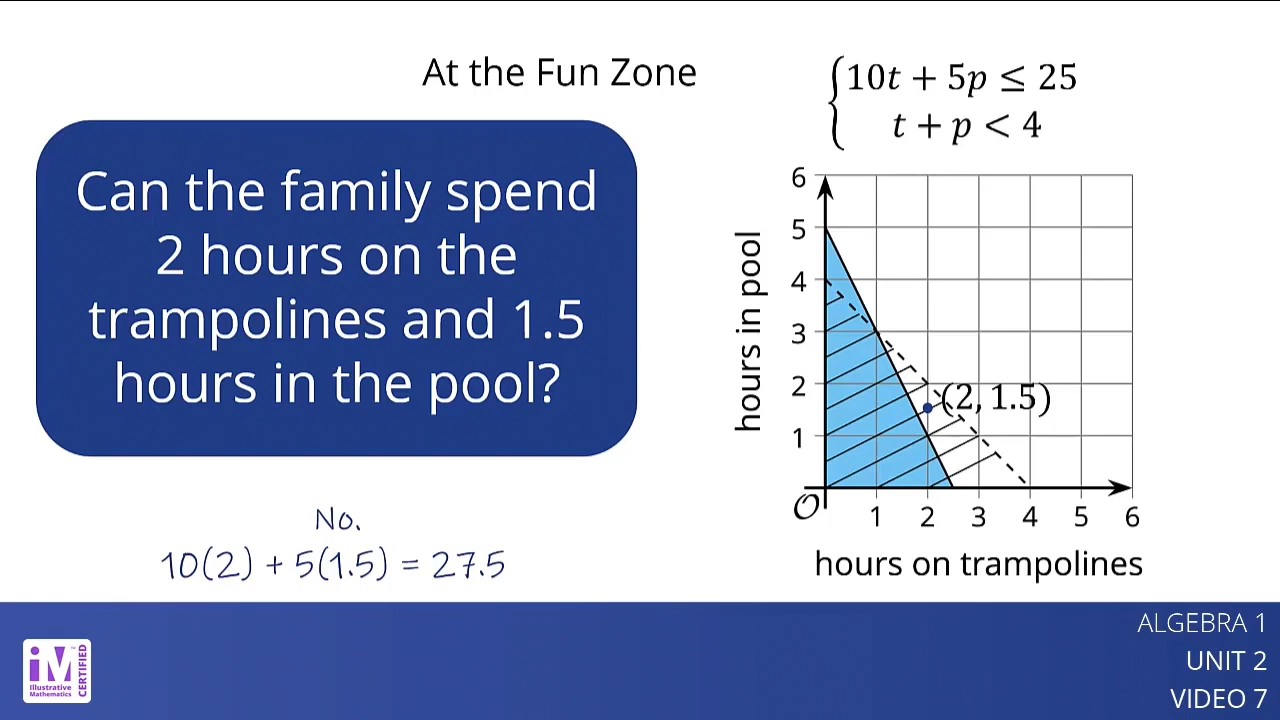 At the Fun Zone
10t + 5p ≤ 25
t + p < 4
Can the family spend
2 hours on the
trampolines and 1.5
hours in the pool?
No.
10(2) + 5(1.5) = 27.5
hours in pool
6
5
4
3
2
1
(2, 1.5)
O
1 2 3 4 5 6
hours on trampolines
iM™
Illustrative
Mathematics
CERTIFIED
ALGEBRA 1
UNIT 2
VIDEO 7